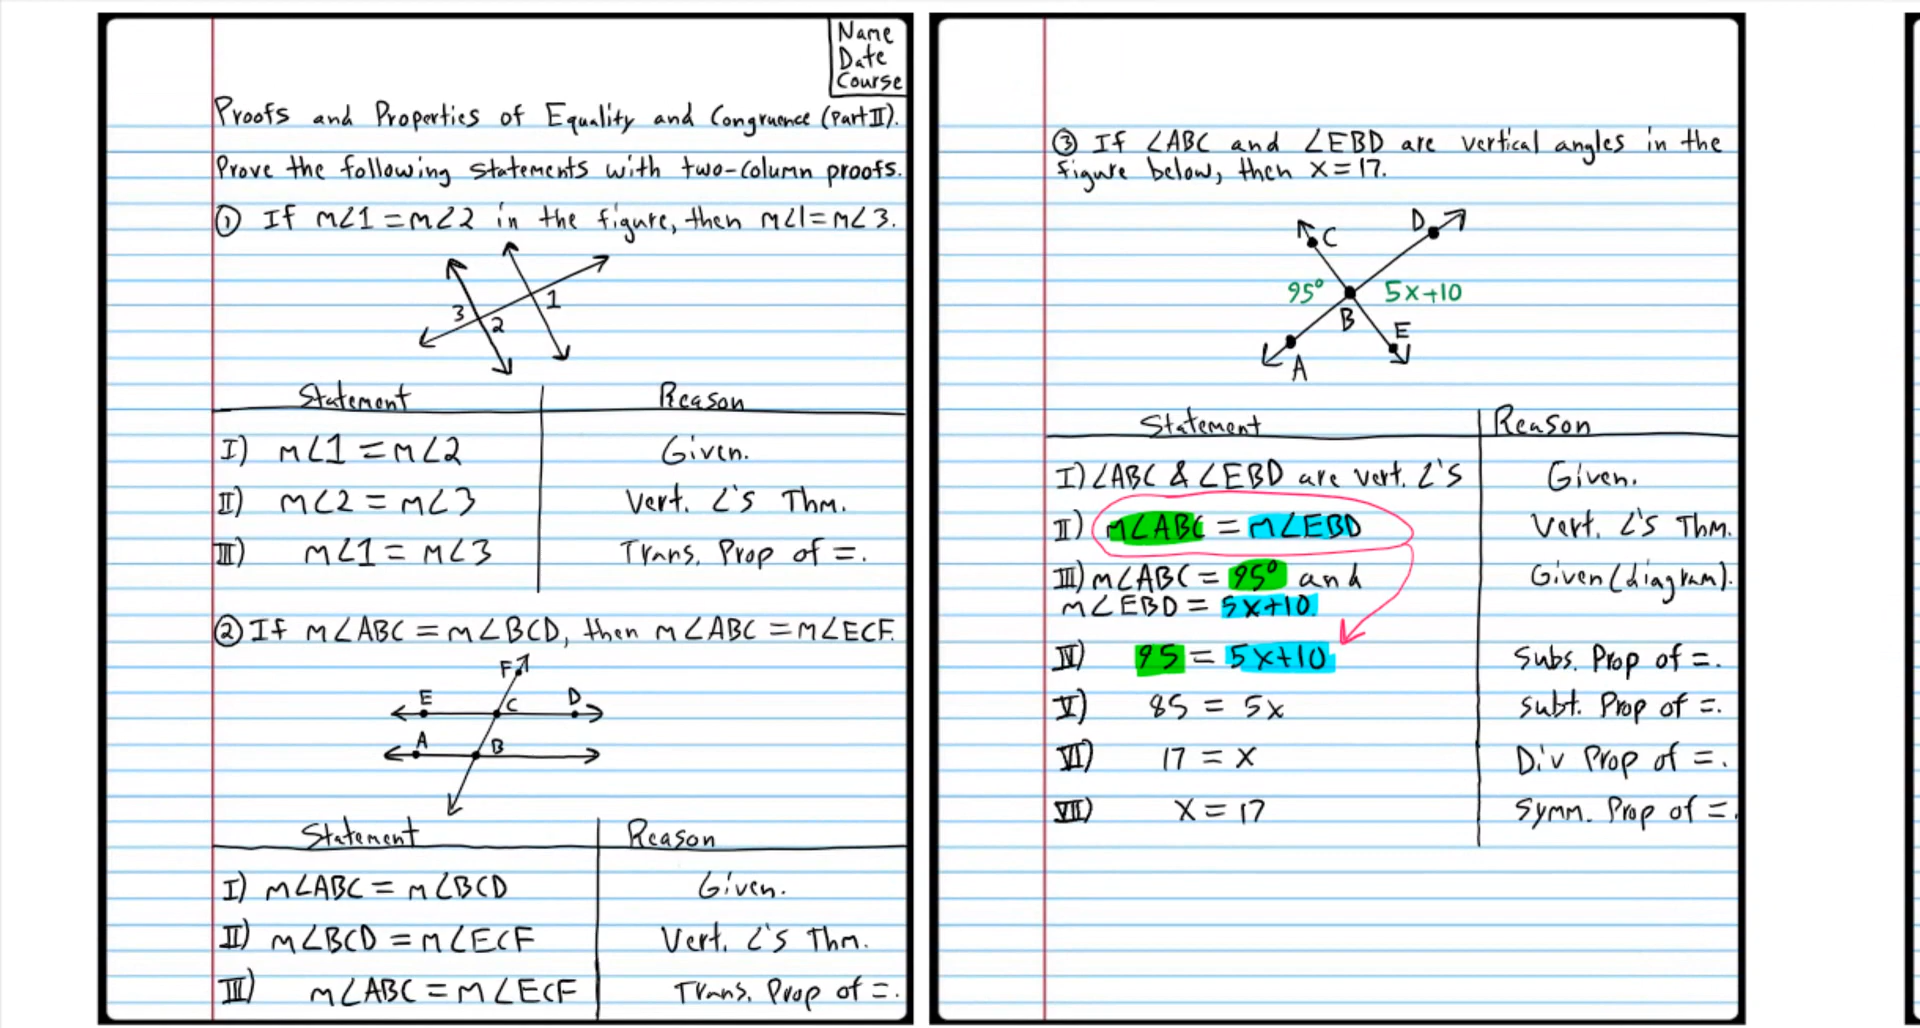 Name
Date
Course
Proofs and Properties of Equality and Congruence (Part II).
Prove the following statements with two-column proofs.
① If m∠1 = m∠2 in the figure, then m∠1 = m∠3.
3
2
1
Statement Reason
I) m∠1 = m∠2 Given.
II) m∠2 = m∠3 Vert. ∠'s Thm.
III) m∠1 = m∠3 Trans. Prop of =.
② If m∠ABC = m∠BCD, then m∠ABC = m∠ECF.
F
E C D
A B
Statement Reason
I) m∠ABC = m∠BCD Given.
II) m∠BCD = m∠ECF Vert. ∠'s Thm.
III) m∠ABC = m∠ECF Trans. Prop of =.
③ If ∠ABC and ∠EBD are vertical angles in the
figure below, then x = 17.
C D
95° 5x+10
B E
A
Statement Reason
I) ∠ABC & ∠EBD are vert. ∠'s Given.
II) m∠ABC = m∠EBD Vert. ∠'s Thm.
III) m∠ABC = 95° and Given (diagram).
m∠EBD = 5x+10.
IV) 95 = 5x+10 Subs. Prop of =.
V) 85 = 5x Subt. Prop of =.
VI) 17 = x Div Prop of =.
VII) x = 17 Symm. Prop of =.